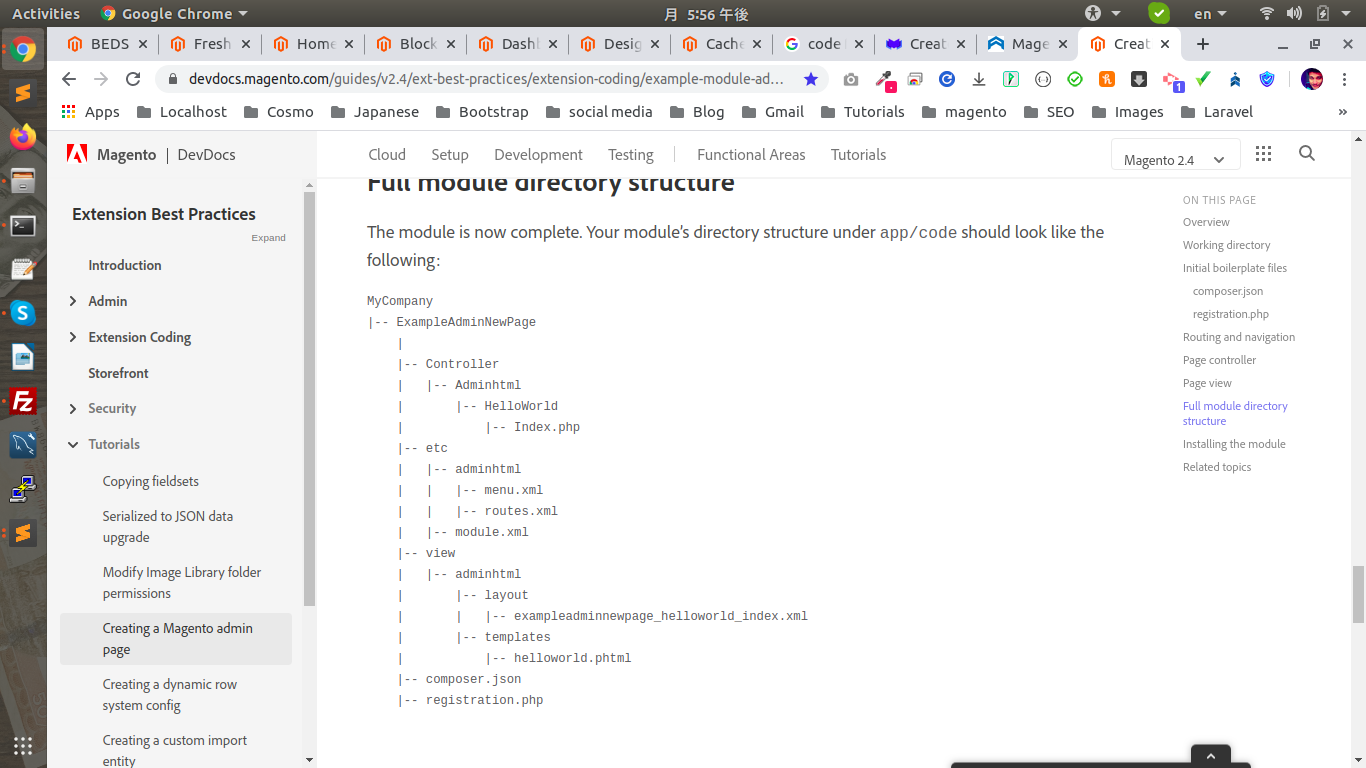 Activities
Google Chrome
月 5:56 午後
en
BEDS
Fresh
Home
Block
Dashl
Desig
Cache
code
Creat
Mage
Creat
devdocs.magento.com/guides/v2.4/ext-best-practices/extension-coding/example-module-ad...
1
Apps
Localhost
Cosmo
Japanese
Bootstrap
social media
Blog
Gmail
Tutorials
magento
SEO
Images
Laravel
»
Magento | DevDocs
Cloud
Setup
Development
Testing
Functional Areas
Tutorials
Magento 2.4
Extension Best Practices
Expand
Introduction
Admin
Extension Coding
Storefront
Security
Tutorials
Copying fieldsets
Serialized to JSON data
upgrade
Modify Image Library folder
permissions
Creating a Magento admin
page
Creating a dynamic row
system config
Creating a custom import
entity
Full module directory structure
The module is now complete. Your module's directory structure under app/code should look like the
following:
MyCompany
|-- ExampleAdminNewPage
    |
    |-- Controller
    |   |-- Adminhtml
    |       |-- HelloWorld
    |           |-- Index.php
    |-- etc
    |   |-- adminhtml
    |   |   |-- menu.xml
    |   |   |-- routes.xml
    |   |-- module.xml
    |-- view
    |   |-- adminhtml
    |       |-- layout
    |       |   |-- exampleadminnewpage_helloworld_index.xml
    |       |-- templates
    |           |-- helloworld.phtml
    |-- composer.json
    |-- registration.php
ON THIS PAGE
Overview
Working directory
Initial boilerplate files
composer.json
registration.php
Routing and navigation
Page controller
Page view
Full module directory
structure
Installing the module
Related topics